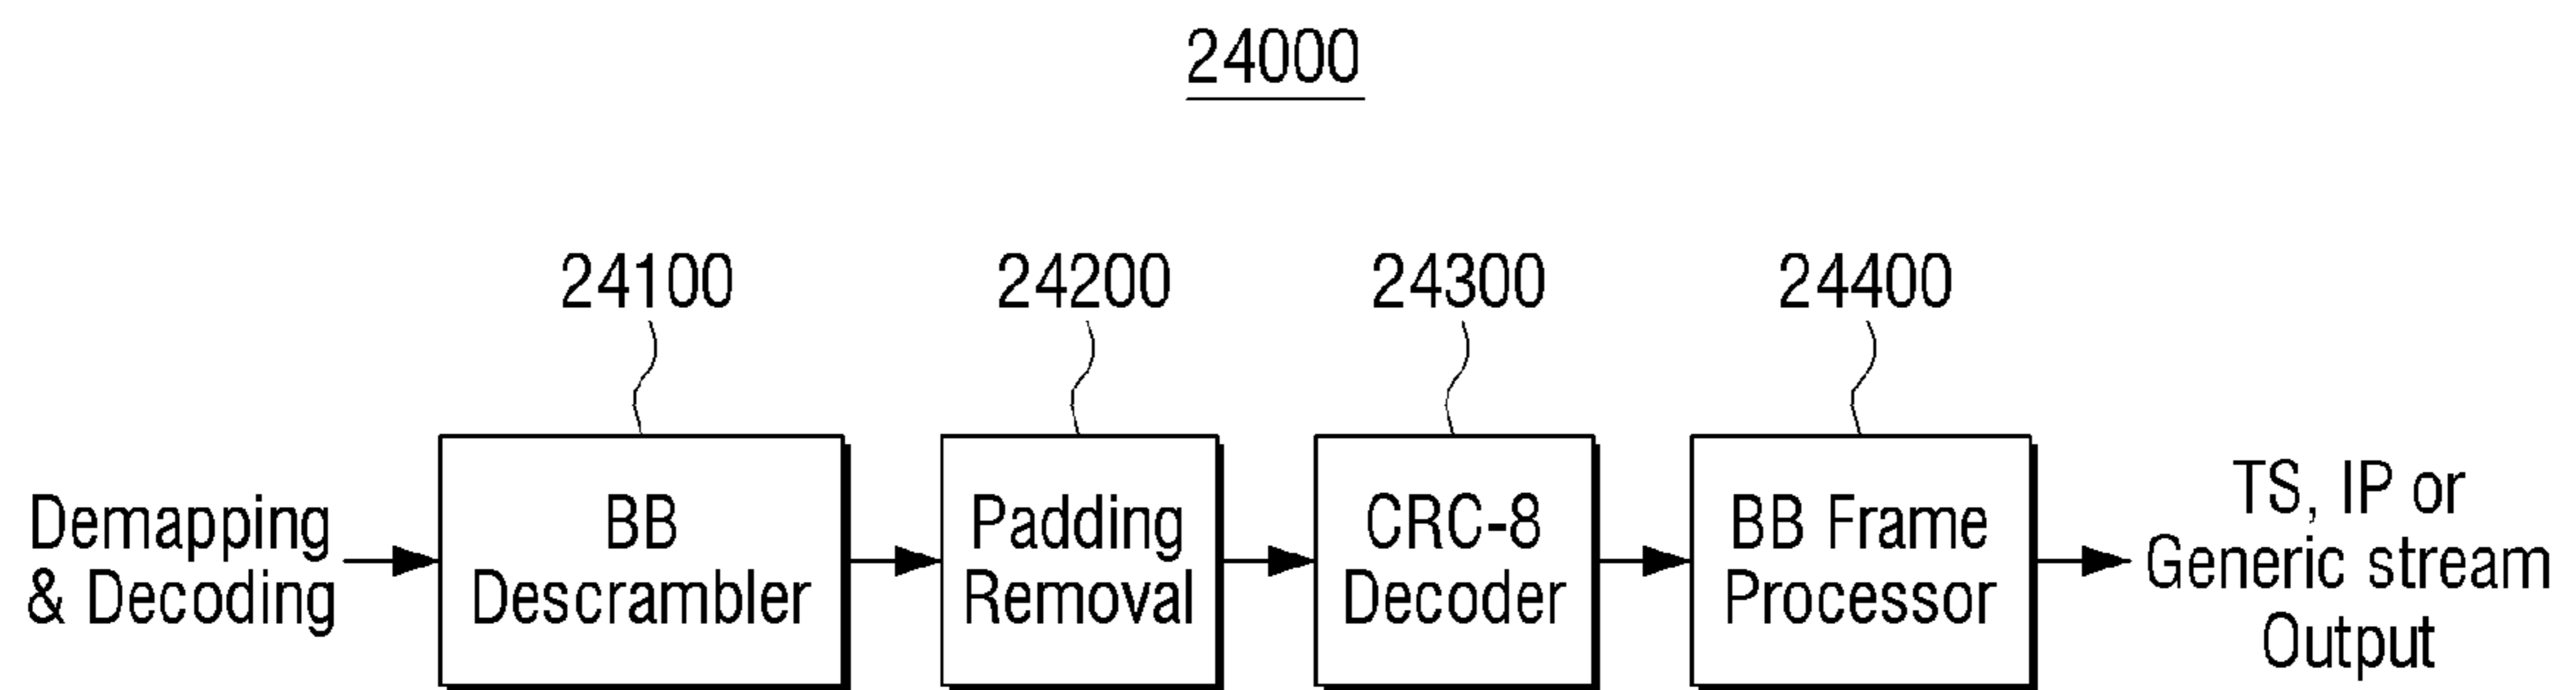 24000
24100
24200
24300
24400
Demapping
& Decoding
BB
Descrambler
Padding
Removal
CRC-8
Decoder
BB Frame
Processor
TS, IP or
Generic stream
Output